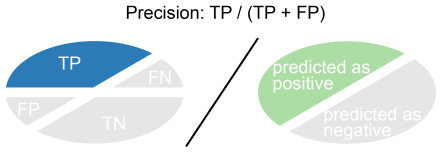 Precision: TP / (TP + FP)
TP
FN
FP
TN
predicted as
positive
predicted as
negative